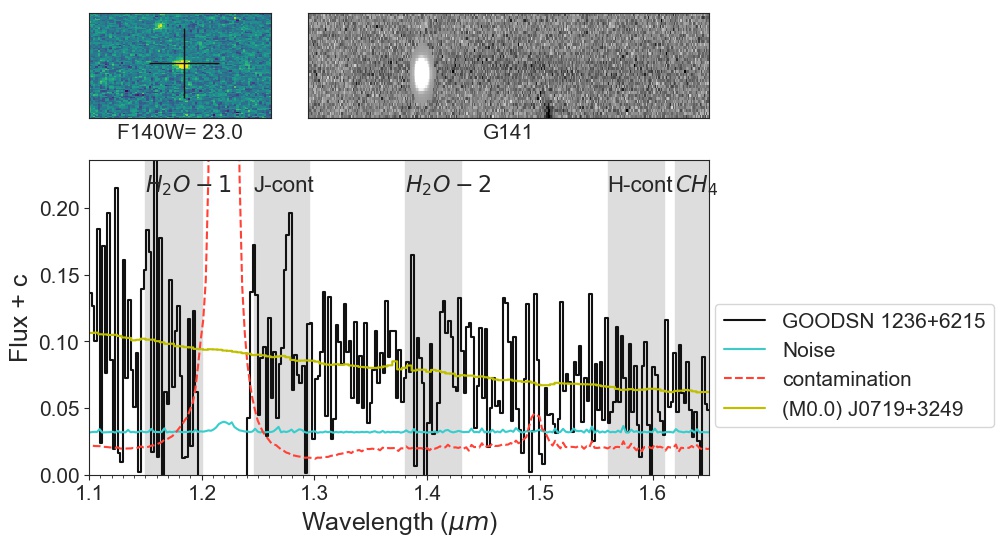 F140W= 23.0
G141
H₂O − 1
J-cont
H₂O − 2
H-cont
CH₄
Flux + c
0.20
0.15
0.10
0.05
0.00
1.1
1.2
1.3
1.4
1.5
1.6
Wavelength (μm)
GOODSN 1236+6215
Noise
contamination
(M0.0) J0719+3249